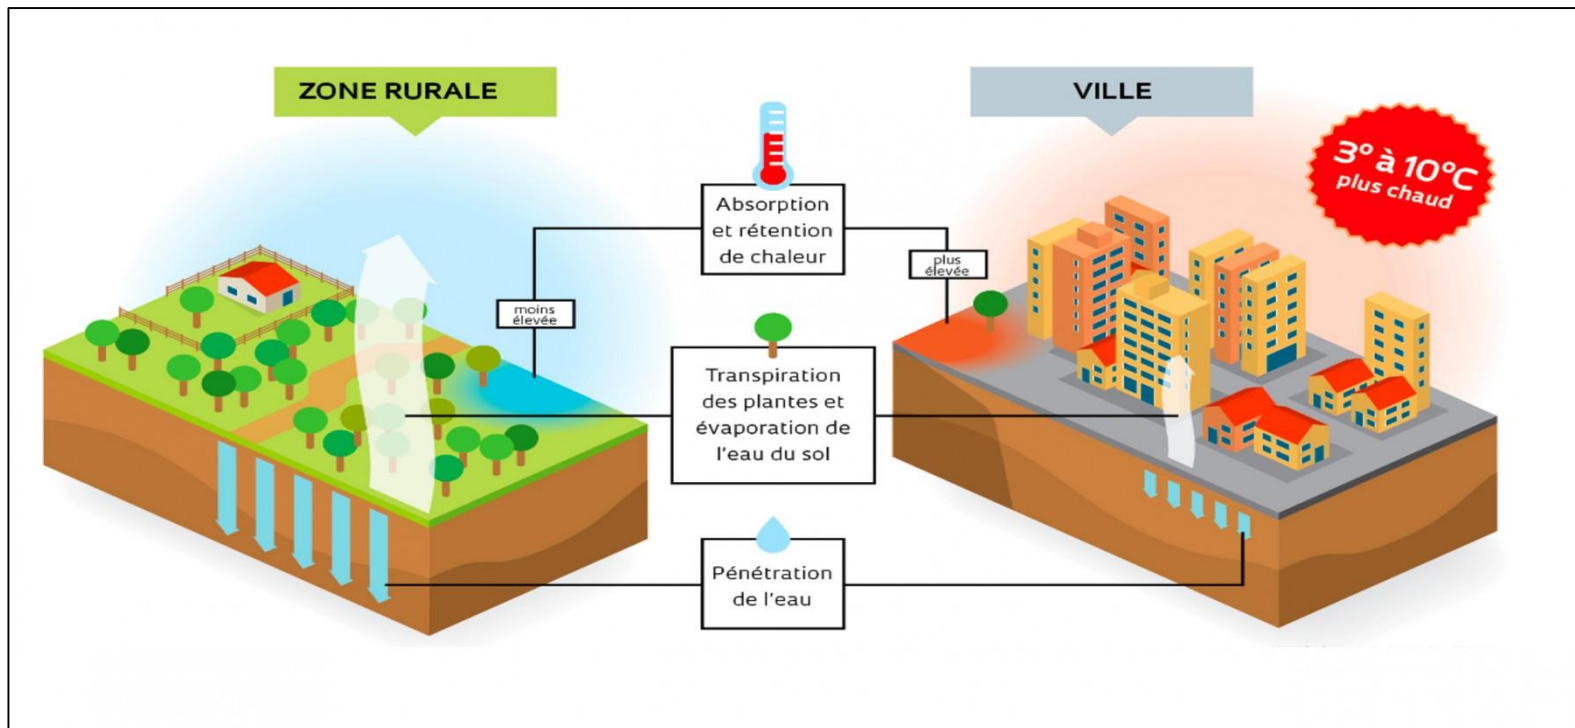 ZONE RURALE
VILLE
3° à 10°C
plus chaud
Absorption
et rétention
de chaleur
moins
élevée
plus
élevée
Transpiration
des plantes et
évaporation de
l'eau du sol
Pénétration
de l'eau